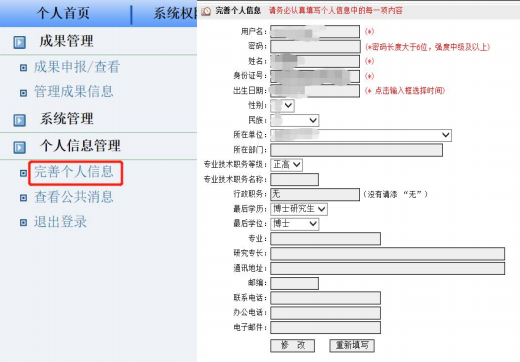 个人首页
系统权限
成果管理
成果申报/查看
管理成果信息
系统管理
个人信息管理
完善个人信息
查看公共消息
退出登录
完善个人信息 请务必认真填写个人信息中的每一项内容
用户名: (*)
密码: (*密码长度大于6位，强度中级及以上)
姓名: (*)
身份证号: (*)
出生日期: (* 点击输入框选择时间)
性别:
民族:
所在单位:
所在部门:
专业技术职务等级: 正高
专业技术职务名称:
行政职务: 无 (没有请添 “无”)
最后学历: 博士研究生
最后学位: 博士
专业:
研究专长:
通讯地址:
邮编:
联系电话:
办公电话:
电子邮件:
修 改 重新填写